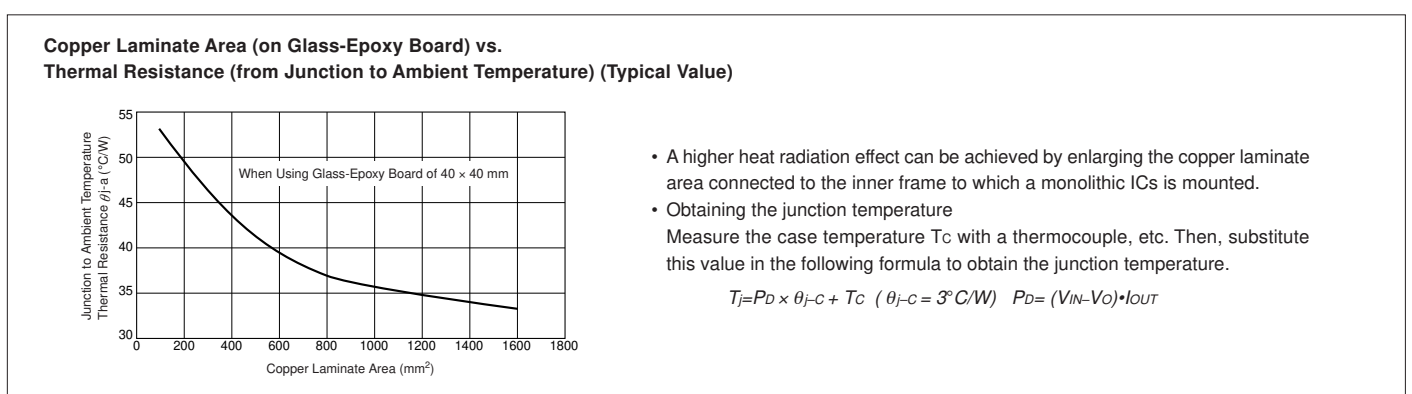 Copper Laminate Area (on Glass-Epoxy Board) vs.
Thermal Resistance (from Junction to Ambient Temperature) (Typical Value)
Junction to Ambient Temperature
Thermal Resistance θj-a (°C/W)
55
50
45
40
35
30
When Using Glass-Epoxy Board of 40 × 40 mm
0 200 400 600 800 1000 1200 1400 1600 1800
Copper Laminate Area (mm²)
• A higher heat radiation effect can be achieved by enlarging the copper laminate
area connected to the inner frame to which a monolithic ICs is mounted.
• Obtaining the junction temperature
Measure the case temperature TC with a thermocouple, etc. Then, substitute
this value in the following formula to obtain the junction temperature.
Tj=PD × θj–C + TC ( θj–C = 3°C/W) PD= (VIN–VO)•IOUT